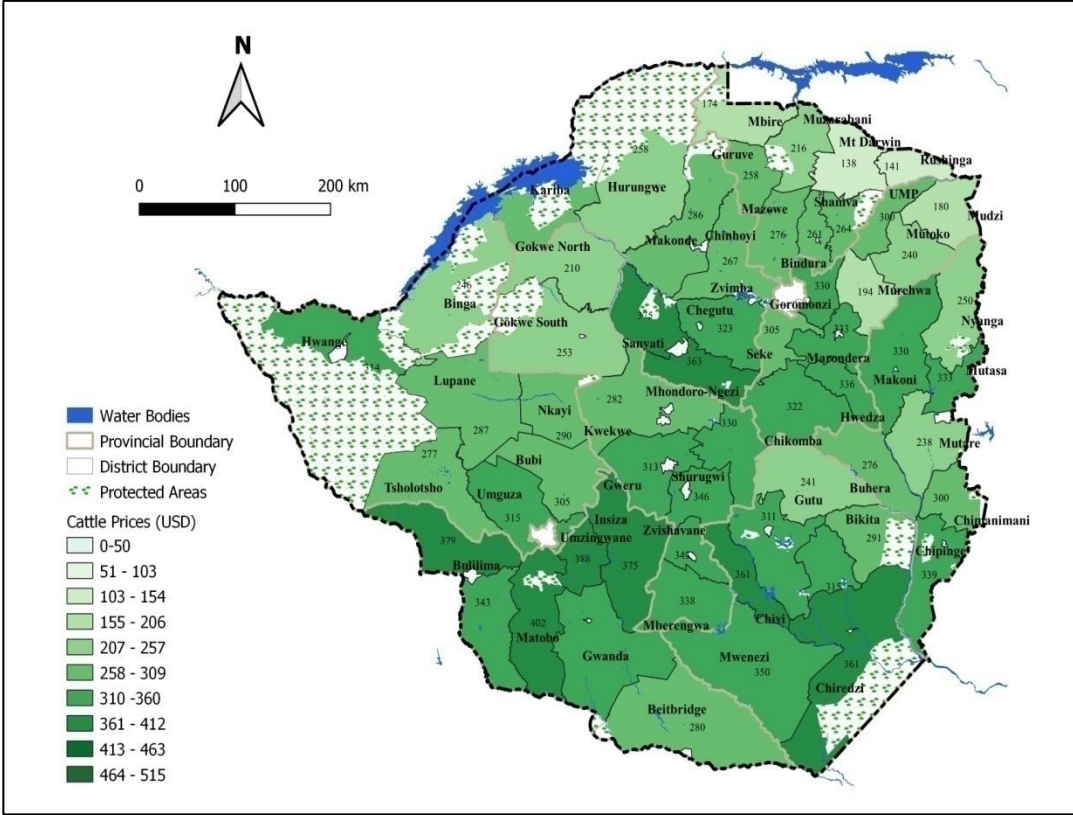 N
0 100 200 km
174
Mbire
Muzarabani
216
Mt Darwin
138
141
Rushinga
258
Guruve
258
Kariba
Hurungwe
Shamva
UMP
300
180
Mudzi
Mazowe
286
Makonde
Chinhoyi
276
261
264
Mutoko
240
Gokwe North
210
267
Bindura
246
Binga
Zvimba
330
194
Murehwa
250
Nyanga
Goromonzi
375
Chegutu
323
305
333
Gokwe South
253
Sanyati
363
Seke
Marondera
330
Hwange
314
336
Makoni
333
Mutasa
Lupane
Mhondoro-Ngezi
282
322
Hwedza
Nkayi
287
290
Kwekwe
330
Chikomba
238
Mutare
277
Bubi
313
276
Tsholotsho
Umguza
305
Gweru
Shurugwi
346
241
Gutu
Buhera
300
Chimanimani
315
Insiza
Zvishavane
311
Bikita
291
Umzingwane
388
375
345
Chipinge
339
379
Bulilima
361
315
343
402
338
Matobo
Mberengwa
Chivi
Gwanda
Mwenezi
350
361
Chiredzi
Beitbridge
280
Water Bodies
Provincial Boundary
District Boundary
Protected Areas
Cattle Prices (USD)
0-50
51 - 103
103 - 154
155 - 206
207 - 257
258 - 309
310 -360
361 - 412
413 - 463
464 - 515